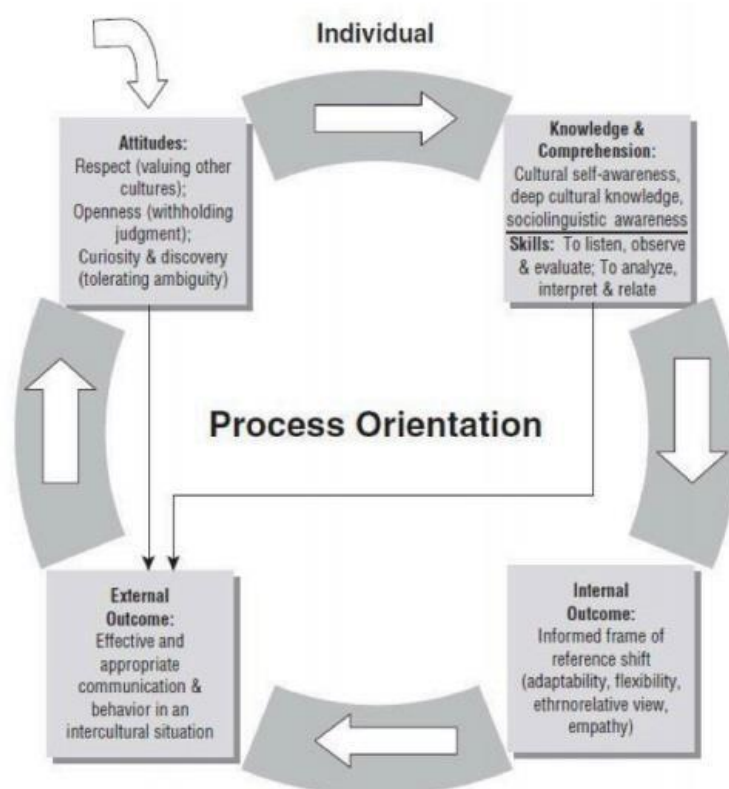 Individual
Attitudes:
Respect (valuing other
cultures);
Openness (withholding
judgment);
Curiosity & discovery
(tolerating ambiguity)
Knowledge &
Comprehension:
Cultural self-awareness,
deep cultural knowledge,
sociolinguistic awareness
Skills: To listen, observe
& evaluate; To analyze,
interpret & relate
Process Orientation
External
Outcome:
Effective and
appropriate
communication &
behavior in an
intercultural situation
Internal
Outcome:
Informed frame of
reference shift
(adaptability, flexibility,
ethrnorelative view,
empathy)